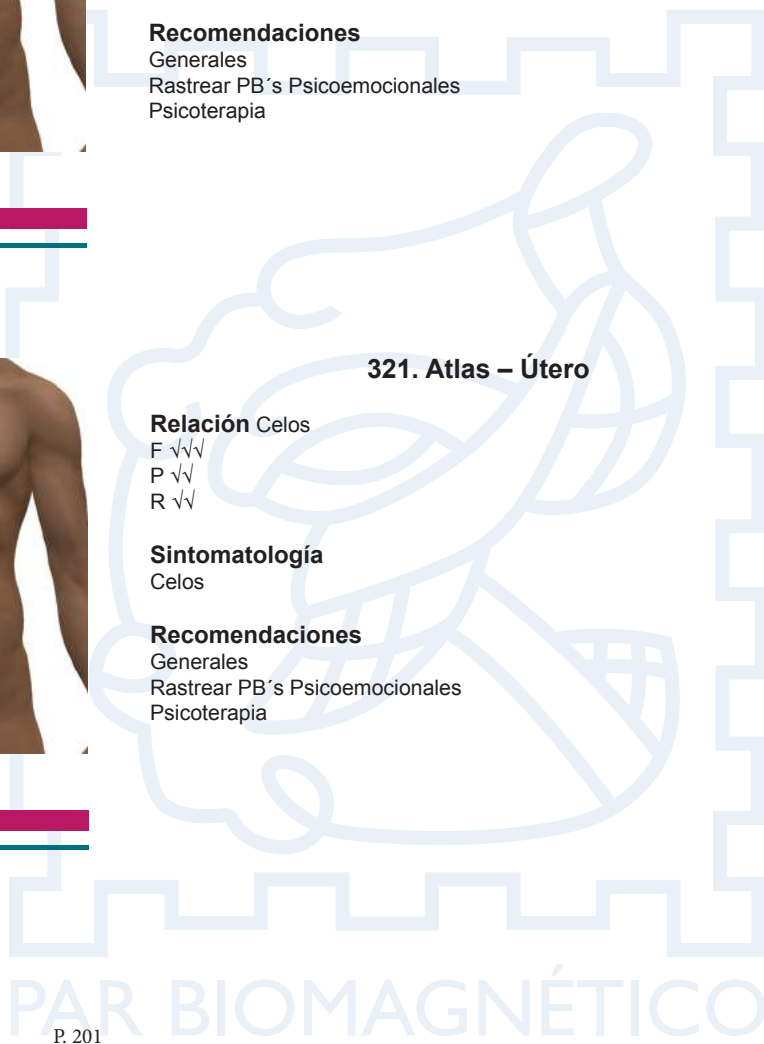 Recomendaciones
Generales
Rastrear PB´s Psicoemocionales
Psicoterapia
321. Atlas – Útero
Relación Celos
F √√√
P √√
R √√
Sintomatología
Celos
Recomendaciones
Generales
Rastrear PB´s Psicoemocionales
Psicoterapia
PAR BIOMAGNÉTICO
P. 201